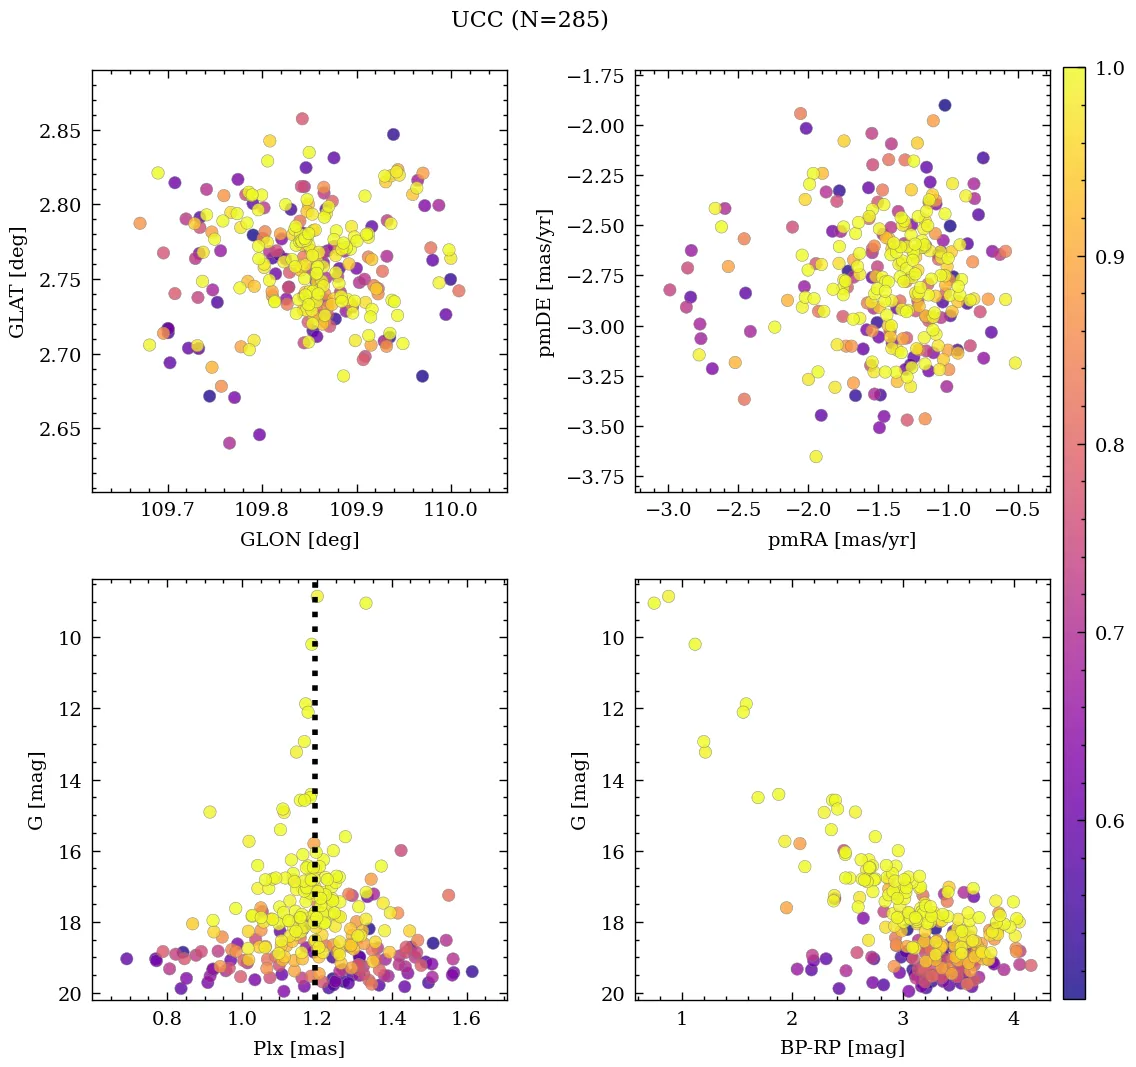 UCC (N=285)
2.85
2.80
2.75
2.70
2.65
GLAT [deg]
109.7 109.8 109.9 110.0
GLON [deg]
−1.75
−2.00
−2.25
−2.50
−2.75
−3.00
−3.25
−3.50
−3.75
pmDE [mas/yr]
−3.0 −2.5 −2.0 −1.5 −1.0 −0.5
pmRA [mas/yr]
1.0
0.9
0.8
0.7
0.6
10
12
14
16
18
20
G [mag]
0.8 1.0 1.2 1.4 1.6
Plx [mas]
10
12
14
16
18
20
G [mag]
1 2 3 4
BP-RP [mag]